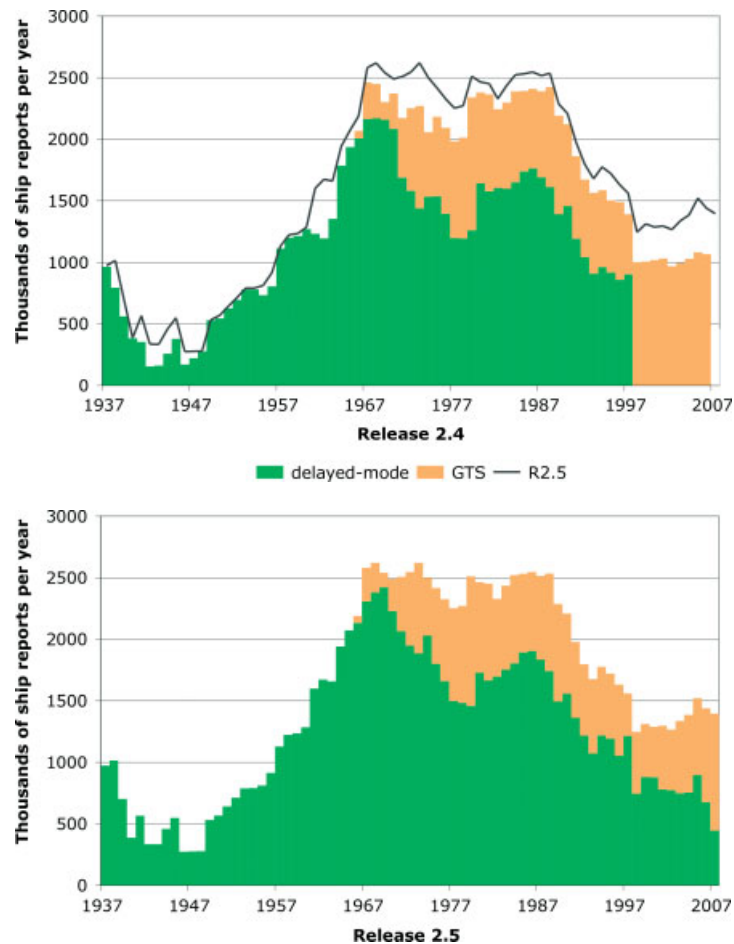 Thousands of ship reports per year
3000
2500
2000
1500
1000
500
0
1937 1947 1957 1967 1977 1987 1997 2007
Release 2.4
delayed-mode GTS R2.5
Thousands of ship reports per year
3000
2500
2000
1500
1000
500
0
1937 1947 1957 1967 1977 1987 1997 2007
Release 2.5